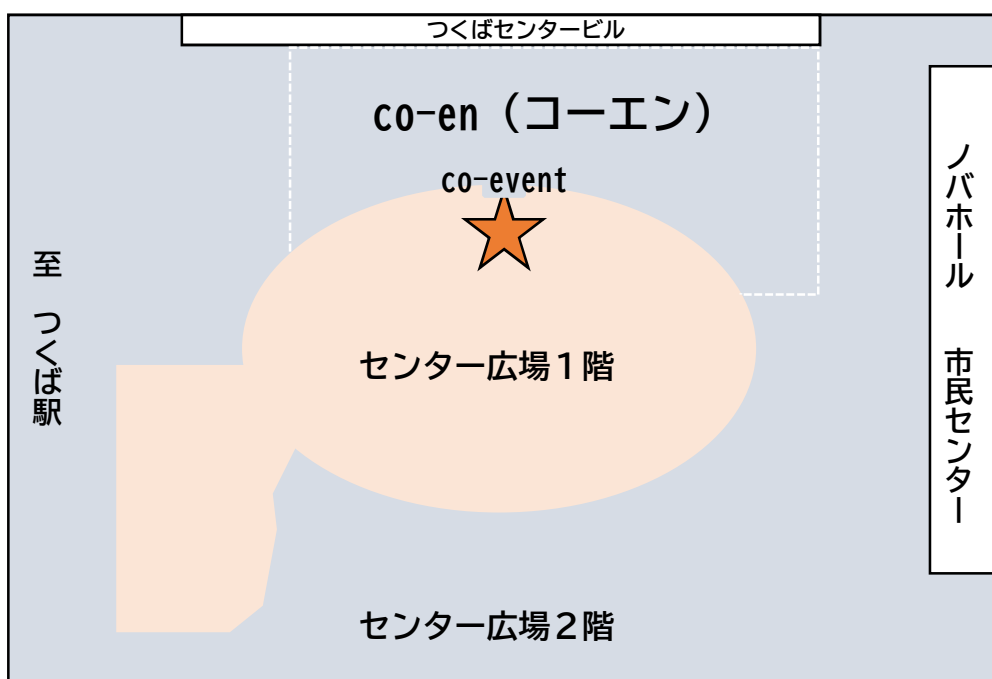 つくばセンタービル
co-en（コーエン）
co-event
至　つくば駅
ノバホール　市民センター
センター広場１階
センター広場２階